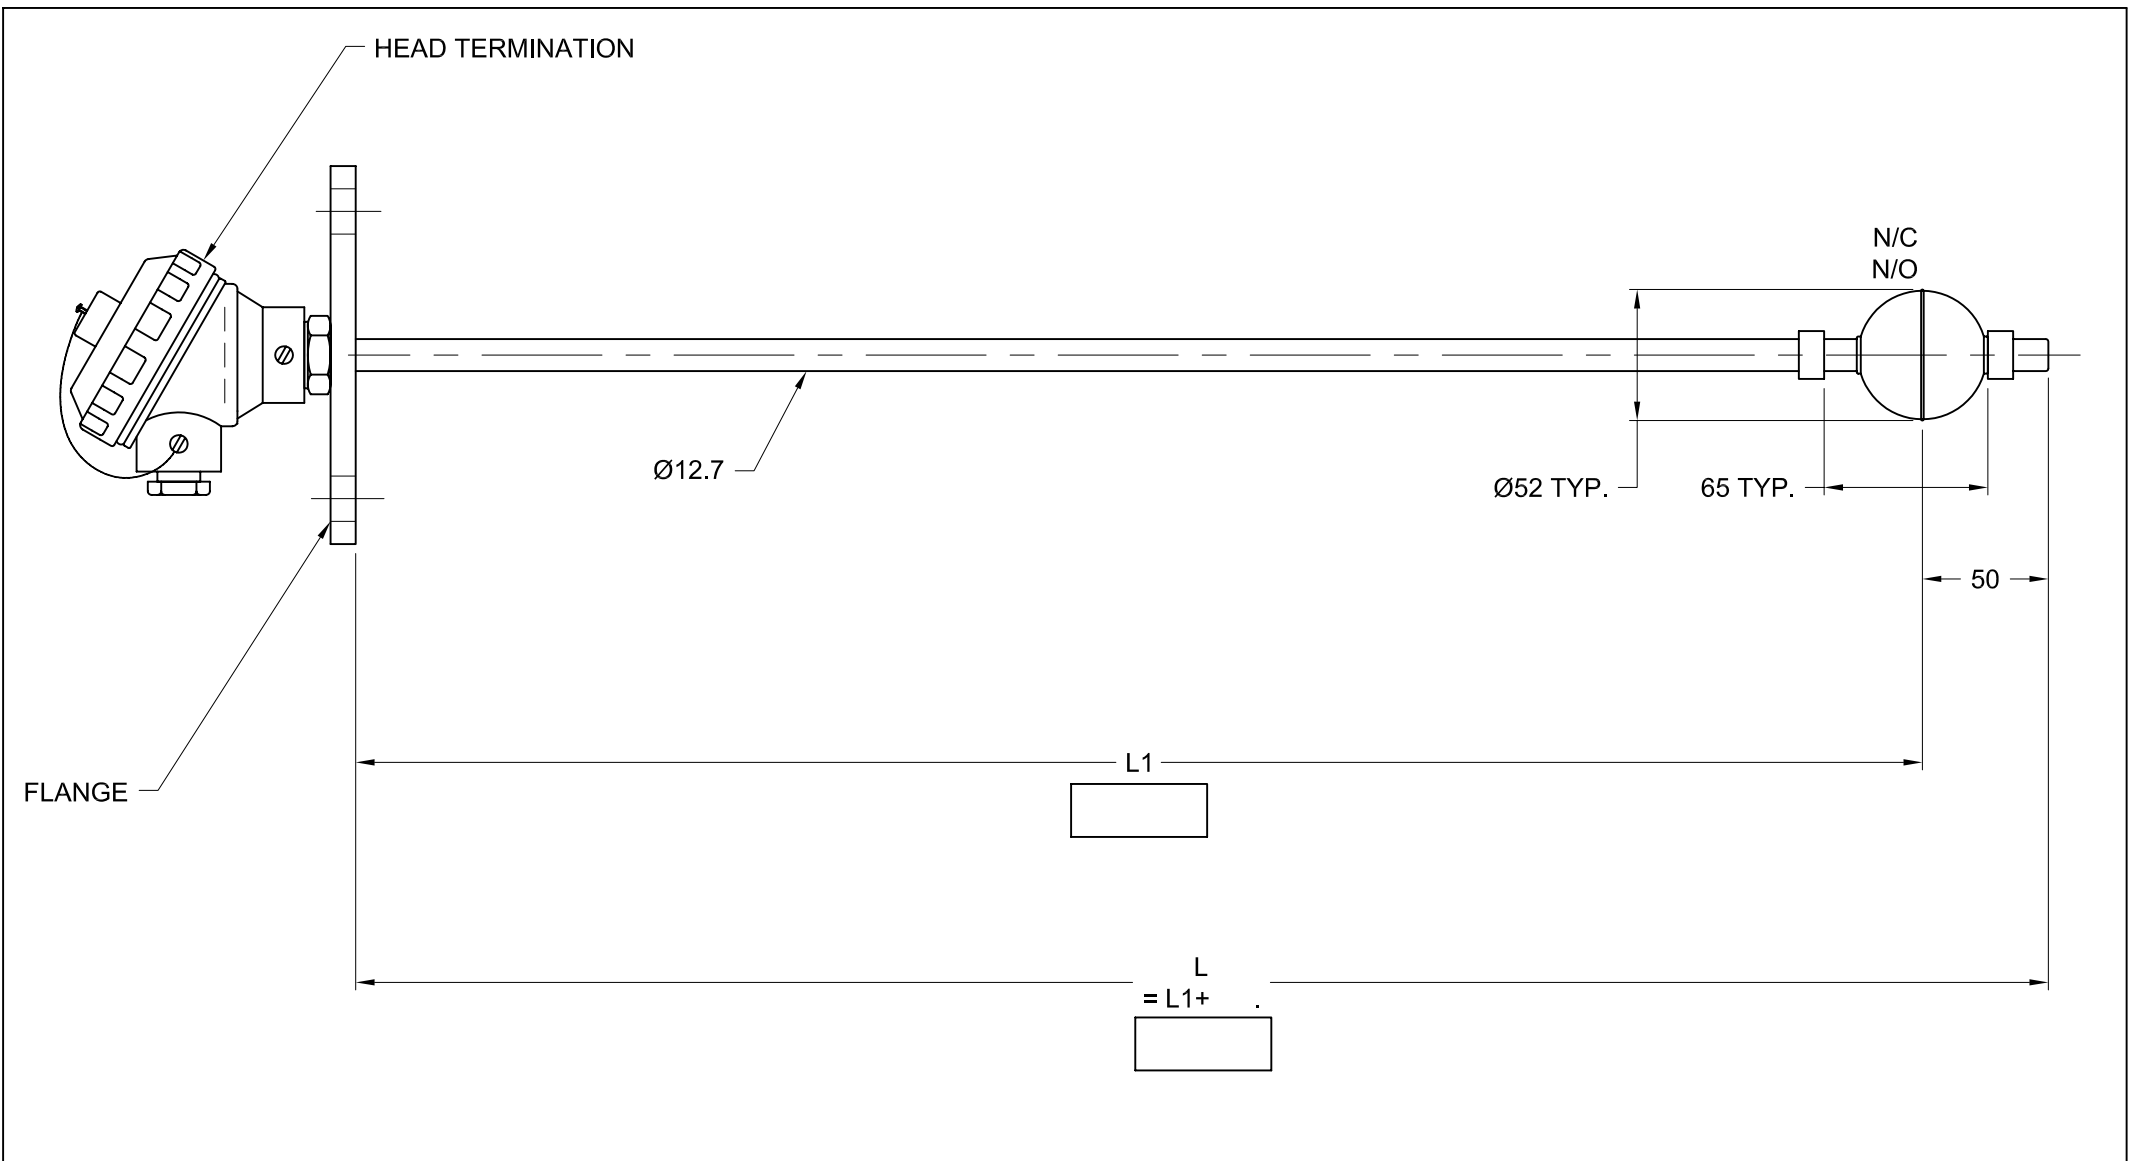 HEAD TERMINATION
N/C
N/O
Ø12.7
Ø52 TYP.
65 TYP.
50
L1
FLANGE
L
= L1+ .